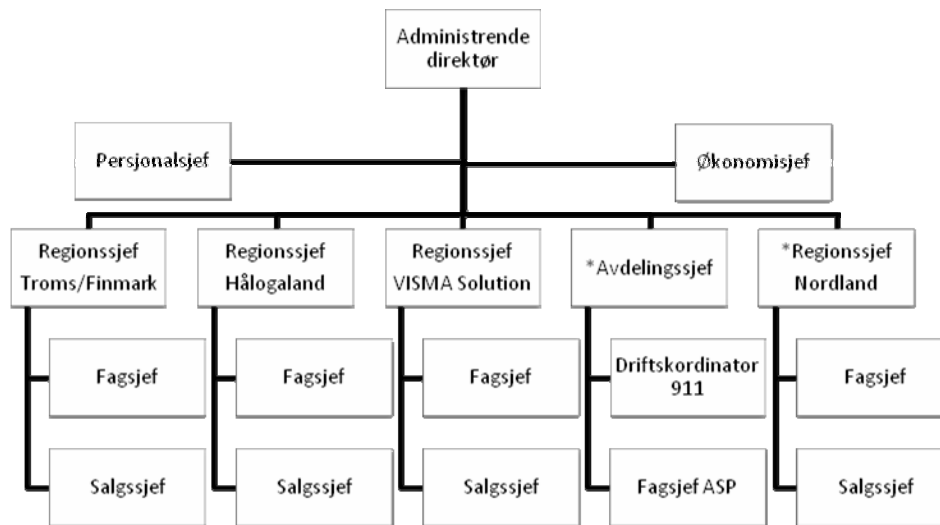 Administrende
direktør
Persjonalsjef
Økonomisjef
Regionssjef
Troms/Finmark
Regionssjef
Hålogaland
Regionssjef
VISMA Solution
*Avdelingssjef
*Regionssjef
Nordland
Fagsjef
Fagsjef
Fagsjef
Driftskordinator
911
Fagsjef
Salgssjef
Salgssjef
Salgssjef
Fagsjef ASP
Salgssjef